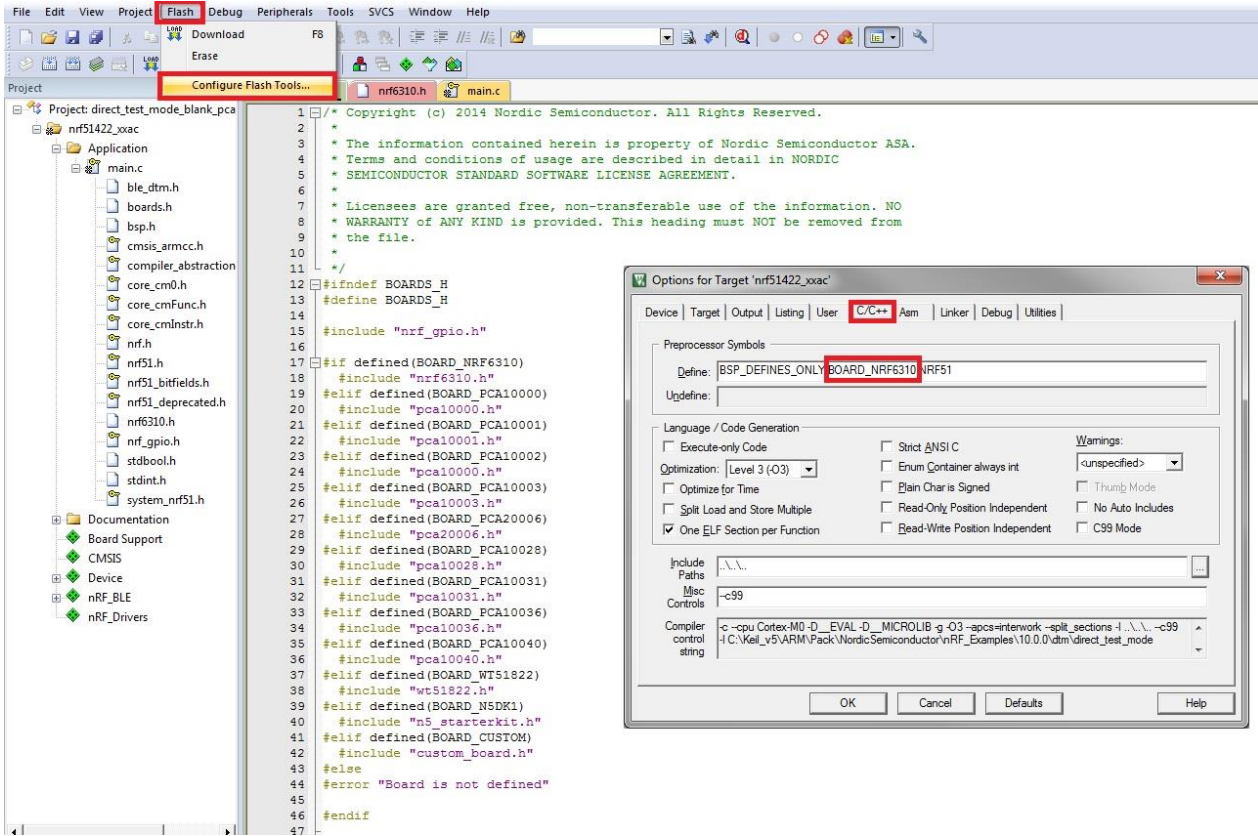 File Edit View Project Flash Debug Peripherals Tools SVCS Window Help
LOAD Download F8
Erase
LOAD
Configure Flash Tools...
Project
nrf6310.h main.c
Project: direct_test_mode_blank_pca
nrf51422_xxac
Application
main.c
ble_dtm.h
boards.h
bsp.h
cmsis_armcc.h
compiler_abstraction
core_cm0.h
core_cmFunc.h
core_cmInstr.h
nrf.h
nrf51.h
nrf51_bitfields.h
nrf51_deprecated.h
nrf6310.h
nrf_gpio.h
stdbool.h
stdint.h
system_nrf51.h
Documentation
Board Support
CMSIS
Device
nRF_BLE
nRF_Drivers
1 /* Copyright (c) 2014 Nordic Semiconductor. All Rights Reserved.
2 *
3 * The information contained herein is property of Nordic Semiconductor ASA.
4 * Terms and conditions of usage are described in detail in NORDIC
5 * SEMICONDUCTOR STANDARD SOFTWARE LICENSE AGREEMENT.
6 *
7 * Licensees are granted free, non-transferable use of the information. NO
8 * WARRANTY of ANY KIND is provided. This heading must NOT be removed from
9 * the file.
10 *
11 */
12 #ifndef BOARDS_H
13 #define BOARDS_H
14
15 #include "nrf_gpio.h"
16
17 #if defined(BOARD_NRF6310)
18 #include "nrf6310.h"
19 #elif defined(BOARD_PCA10000)
20 #include "pca10000.h"
21 #elif defined(BOARD_PCA10001)
22 #include "pca10001.h"
23 #elif defined(BOARD_PCA10002)
24 #include "pca10000.h"
25 #elif defined(BOARD_PCA10003)
26 #include "pca10003.h"
27 #elif defined(BOARD_PCA20006)
28 #include "pca20006.h"
29 #elif defined(BOARD_PCA10028)
30 #include "pca10028.h"
31 #elif defined(BOARD_PCA10031)
32 #include "pca10031.h"
33 #elif defined(BOARD_PCA10036)
34 #include "pca10036.h"
35 #elif defined(BOARD_PCA10040)
36 #include "pca10040.h"
37 #elif defined(BOARD_WT51822)
38 #include "wt51822.h"
39 #elif defined(BOARD_N5DK1)
40 #include "n5_starterkit.h"
41 #elif defined(BOARD_CUSTOM)
42 #include "custom_board.h"
43 #else
44 #error "Board is not defined"
45
46 #endif
47
Options for Target 'nrf51422_xxac'
Device Target Output Listing User C/C++ Asm Linker Debug Utilities
Preprocessor Symbols
Define: BSP_DEFINES_ONLY BOARD_NRF6310 NRF51
Undefine:
Language / Code Generation
Execute-only Code Strict ANSI C Warnings:
Optimization: Level 3 (-O3) Enum Container always int <unspecified>
Optimize for Time Plain Char is Signed Thumb Mode
Split Load and Store Multiple Read-Only Position Independent No Auto Includes
One ELF Section per Function Read-Write Position Independent C99 Mode
Include Paths ..\..\.. ...
Misc Controls --c99
Compiler control string -c --cpu Cortex-M0 -D__EVAL -D__MICROLIB -g -O3 --apcs=interwork --split_sections -I ..\..\.. --c99
-I C:\Keil_v5\ARM\Pack\NordicSemiconductor\nRF_Examples\10.0.0\dtm\direct_test_mode
OK Cancel Defaults Help